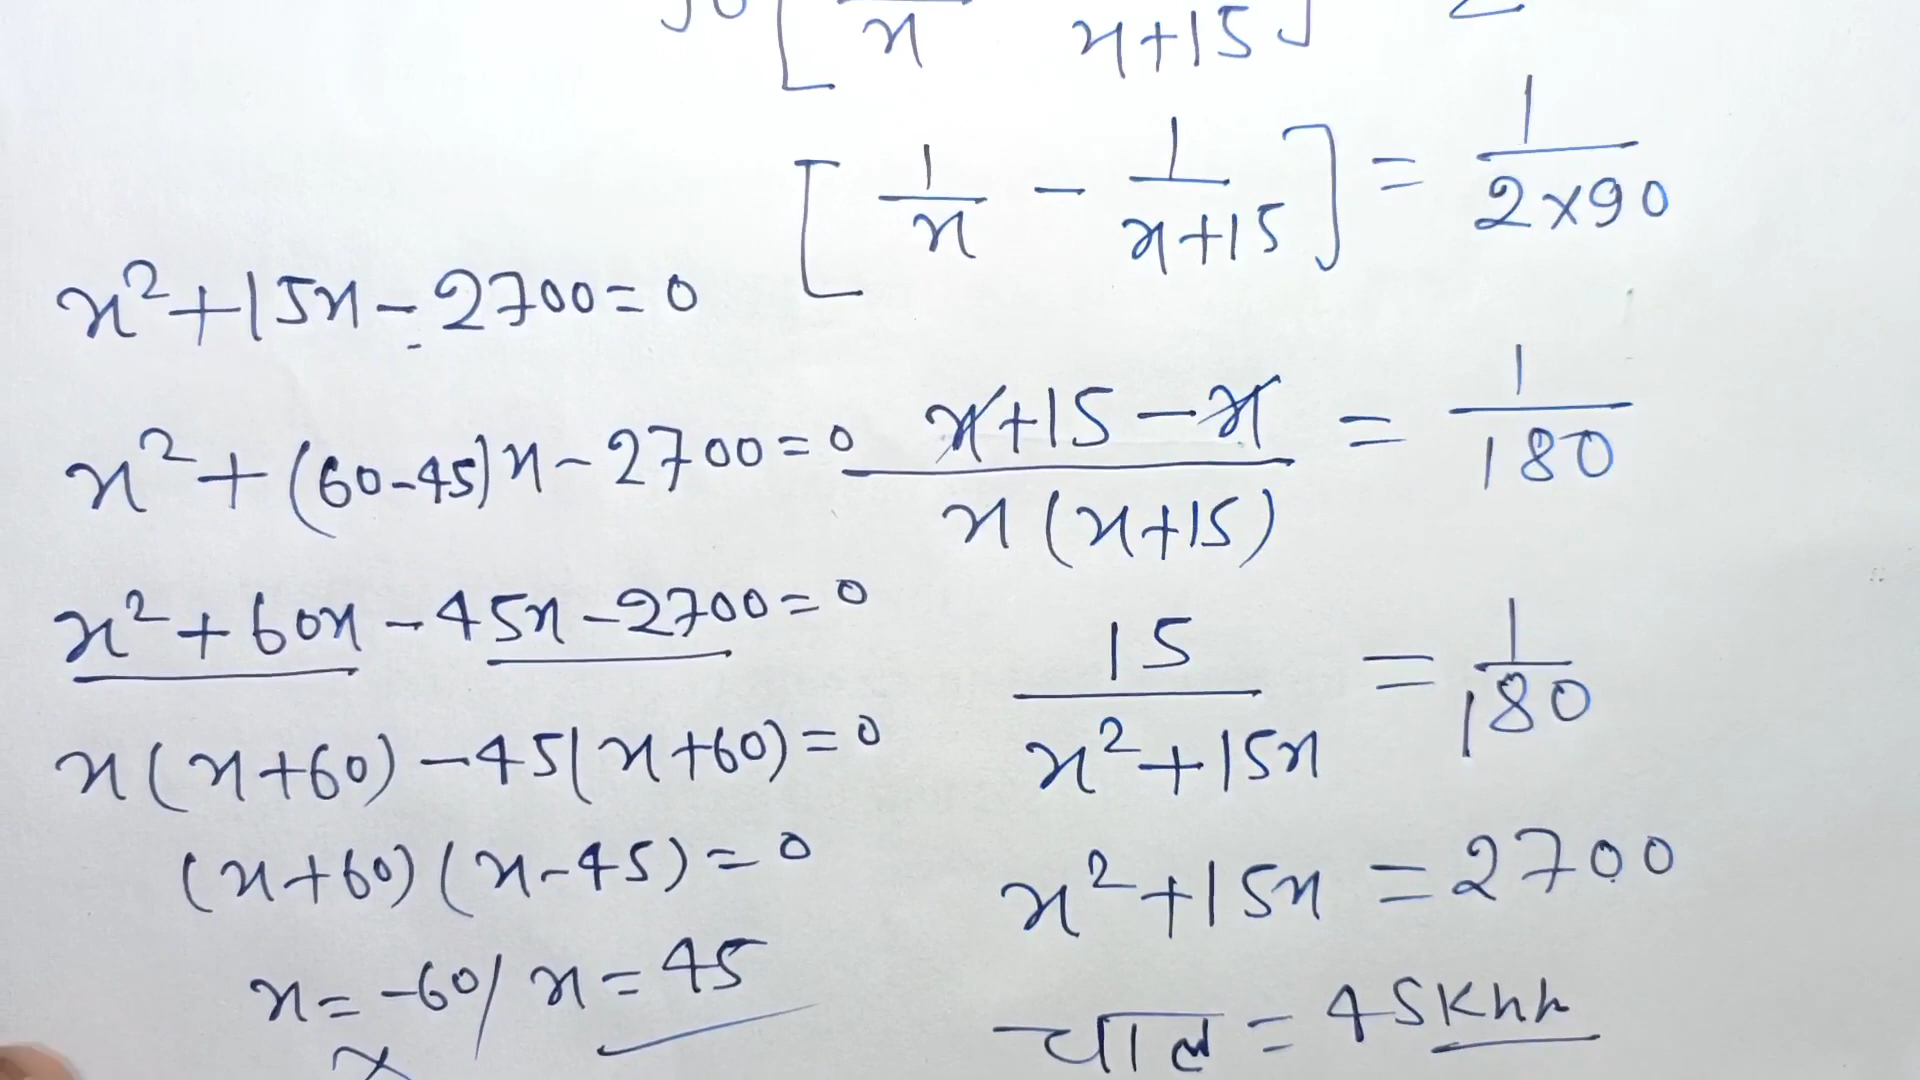 x    x+15]
[1/x - 1/x+15] = 1/2×90
x+15-x/x(x+15) = 1/180
15/x²+15x = 1/180
x²+15x = 2700
x²+15x-2700=0
x²+(60-45)x-2700=0
x²+60x-45x-2700=0
x(x+60)-45(x+60)=0
(x+60)(x-45)=0
x=-60/x=45
×
चाल = 45Khh